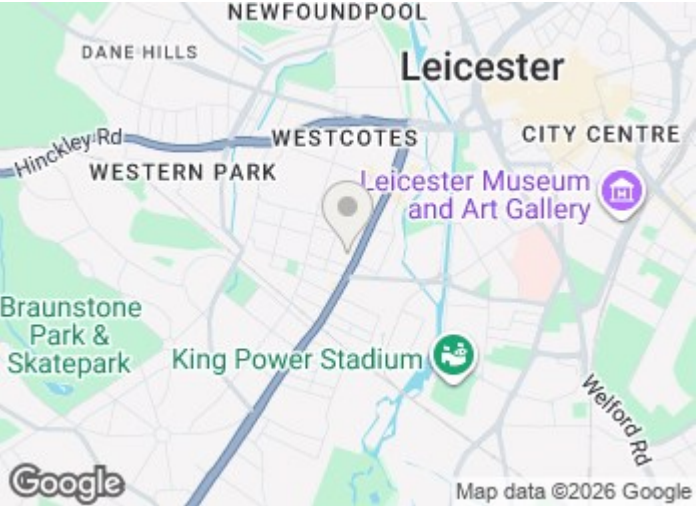 NEWFOUNDPOOL
DANE HILLS
Leicester
Hinckley Rd
WESTCOTES
CITY CENTRE
WESTERN PARK
Leicester Museum
and Art Gallery
Braunstone
Park &
Skatepark
King Power Stadium
Welford Rd
Google
Map data ©2026 Google